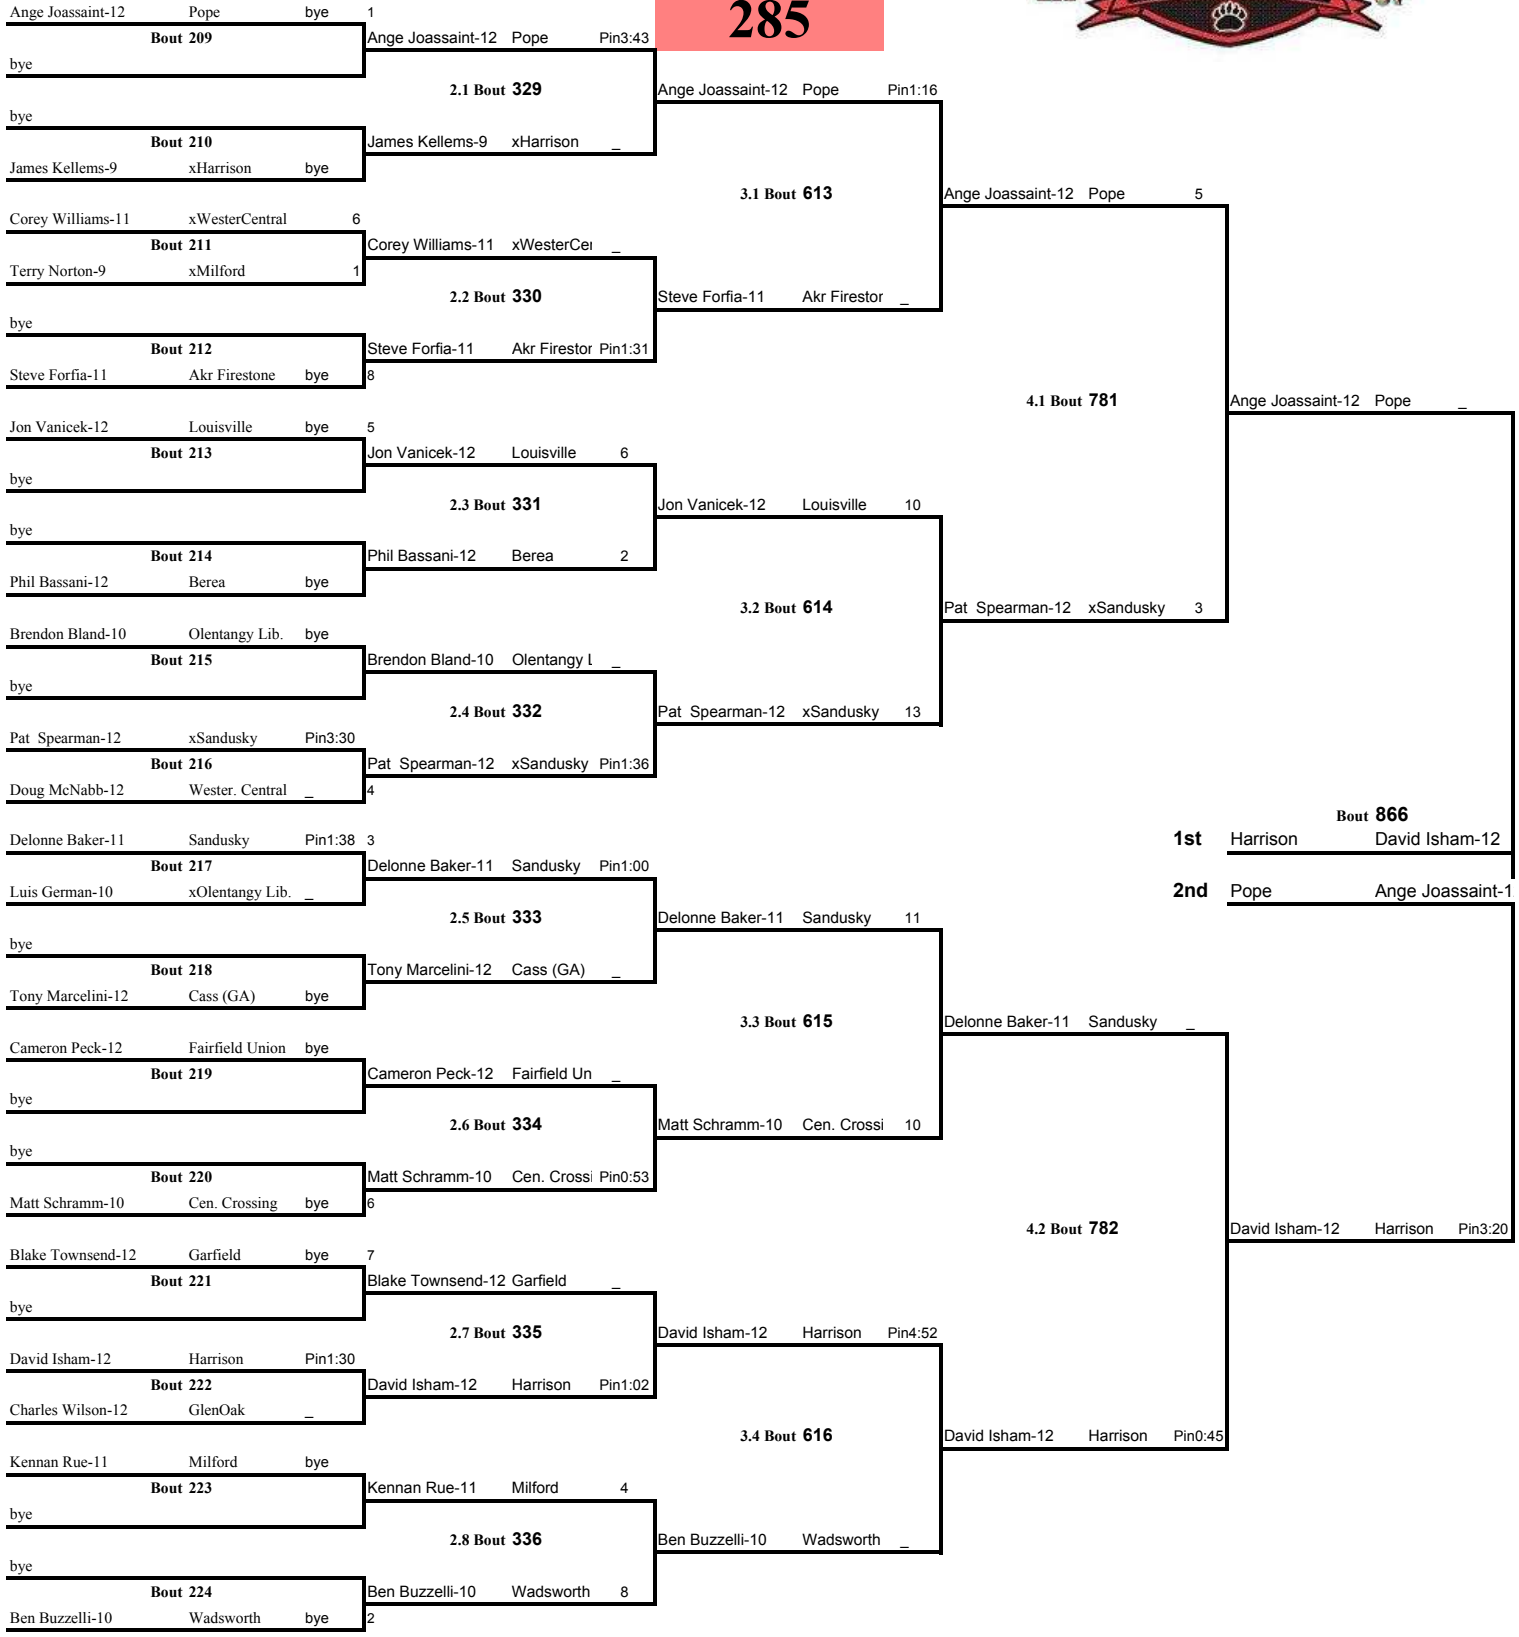 285
Ange Joassaint-12 Pope bye 1
Bout 209
bye
bye
Bout 210
James Kellems-9 xHarrison bye
Corey Williams-11 xWesterCentral 6
Bout 211
Terry Norton-9 xMilford 1
bye
Bout 212
Steve Forfia-11 Akr Firestone bye 8
Jon Vanicek-12 Louisville bye 5
Bout 213
bye
bye
Bout 214
Phil Bassani-12 Berea bye
Brendon Bland-10 Olentangy Lib. bye
Bout 215
bye
Pat Spearman-12 xSandusky Pin3:30
Bout 216
Doug McNabb-12 Wester. Central _ 4
Delonne Baker-11 Sandusky Pin1:38 3
Bout 217
Luis German-10 xOlentangy Lib. _
bye
Bout 218
Tony Marcelini-12 Cass (GA) bye
Cameron Peck-12 Fairfield Union bye
Bout 219
bye
bye
Bout 220
Matt Schramm-10 Cen. Crossing bye 6
Blake Townsend-12 Garfield bye 7
Bout 221
bye
David Isham-12 Harrison Pin1:30
Bout 222
Charles Wilson-12 GlenOak _
Kennan Rue-11 Milford bye
Bout 223
bye
bye
Bout 224
Ben Buzzelli-10 Wadsworth bye 2
Ange Joassaint-12 Pope Pin3:43
2.1 Bout 329
James Kellems-9 xHarrison _
Corey Williams-11 xWesterCer _
2.2 Bout 330
Steve Forfia-11 Akr Firestor Pin1:31
Jon Vanicek-12 Louisville 6
2.3 Bout 331
Phil Bassani-12 Berea 2
Brendon Bland-10 Olentangy L _
2.4 Bout 332
Pat Spearman-12 xSandusky Pin1:36
Delonne Baker-11 Sandusky Pin1:00
2.5 Bout 333
Tony Marcelini-12 Cass (GA) _
Cameron Peck-12 Fairfield Un _
2.6 Bout 334
Matt Schramm-10 Cen. Crossi Pin0:53
Blake Townsend-12 Garfield _
2.7 Bout 335
David Isham-12 Harrison Pin1:02
Kennan Rue-11 Milford 4
2.8 Bout 336
Ben Buzzelli-10 Wadsworth 8
Ange Joassaint-12 Pope Pin1:16
3.1 Bout 613
Steve Forfia-11 Akr Firestor _
Jon Vanicek-12 Louisville 10
3.2 Bout 614
Pat Spearman-12 xSandusky 13
Delonne Baker-11 Sandusky 11
3.3 Bout 615
Matt Schramm-10 Cen. Crossi 10
David Isham-12 Harrison Pin4:52
3.4 Bout 616
Ben Buzzelli-10 Wadsworth _
Ange Joassaint-12 Pope 5
4.1 Bout 781
Pat Spearman-12 xSandusky 3
Delonne Baker-11 Sandusky _
4.2 Bout 782
David Isham-12 Harrison Pin0:45
Ange Joassaint-12 Pope _
Bout 866
1st Harrison David Isham-12
2nd Pope Ange Joassaint-1
David Isham-12 Harrison Pin3:20